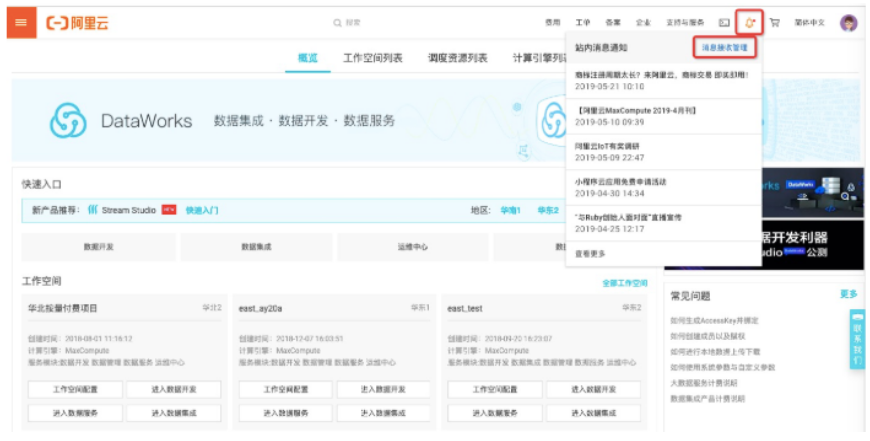 阿里云
搜索
费用 工单 备案 企业 支持与服务 简体中文
概览 工作空间列表 调度资源列表 计算引擎列
站内消息通知 消息接收管理
商标注册周期太长?来阿里云,商标交易 即买即用!
2019-05-21 10:10
【阿里云MaxCompute 2019-4月刊】
2019-05-10 09:39
阿里云IoT有奖调研
2019-05-09 22:47
小程序云应用免费申请活动
2019-04-30 14:34
"与Ruby创始人面对面"直播宣传
2019-04-25 12:17
查看更多
DataWorks 数据集成 · 数据开发 · 数据服务
快速入口
新产品推荐: Stream Studio NEW 快速入门 地区: 华南1 华东2
数据开发 数据集成 运维中心 数
rks DataWorks
居开发利器
udio 公测
工作空间 全部工作空间
华北按量付费项目 华北2
创建时间:2018-08-01 11:16:12
计算引擎:MaxCompute
服务模块:数据开发 数据管理 数据服务 运维中心
工作空间配置 进入数据开发
进入数据服务 进入数据集成
east_ay20a 华东1
创建时间:2018-12-07 16:03:51
计算引擎:MaxCompute
服务模块:数据开发 数据管理 数据服务 运维中心
工作空间配置 进入数据开发
进入数据服务 进入数据集成
east_test 华东2
创建时间:2018-09-20 16:23:07
计算引擎:MaxCompute
服务模块:数据开发 数据集成 数据管理 数据服务 运维中心
工作空间配置 进入数据开发
进入数据服务 进入数据集成
常见问题 更多
如何生成AccessKey并绑定
如何创建成员以及赋权
如何进行本地数据上传下载
如何使用系统参数与自定义参数
大数据服务计费说明
数据集成产品计费说明
联系我们